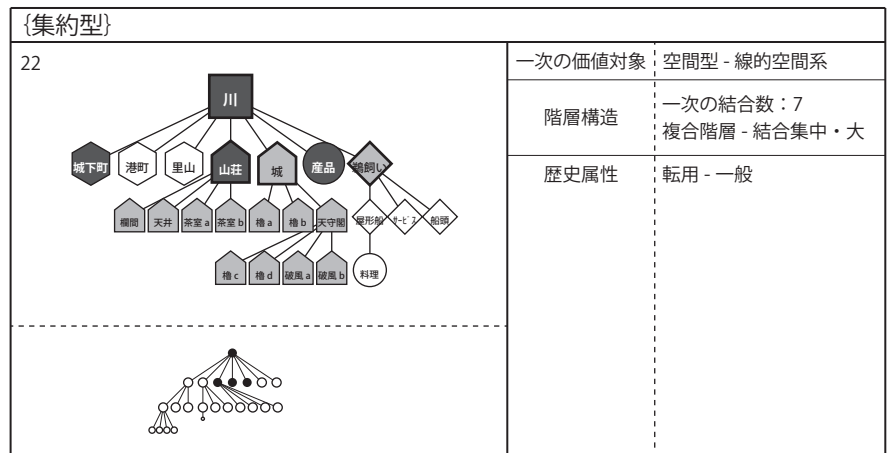 {集約型}
22
一次の価値対象 空間型 - 線的空間系
階層構造 一次の結合数：7
複合階層 - 結合集中・大
歴史属性 転用 - 一般
川
城下町 港町 里山 山荘 城 産品 鵜飼い
欄間 天井 茶室 a 茶室 b 櫓 a 櫓 b 天守閣 屋形船 ｻｰﾋﾞｽ 船頭
櫓 c 櫓 d 破風 a 破風 b 料理